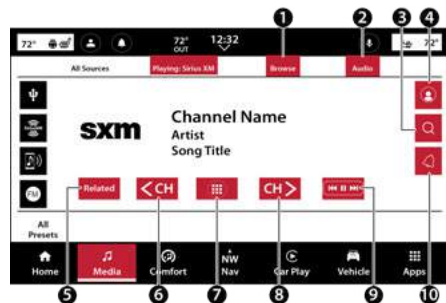 1 2 3 4
72° 72° OUT 12:32 72°
All Sources Playing: Sirius XM Browse Audio
sxm
Channel Name
Artist
Song Title
FM
Related <CH CH>
All Presets
Home Media Comfort NW Nav Car Play Vehicle Apps
5 6 7 8 9 10